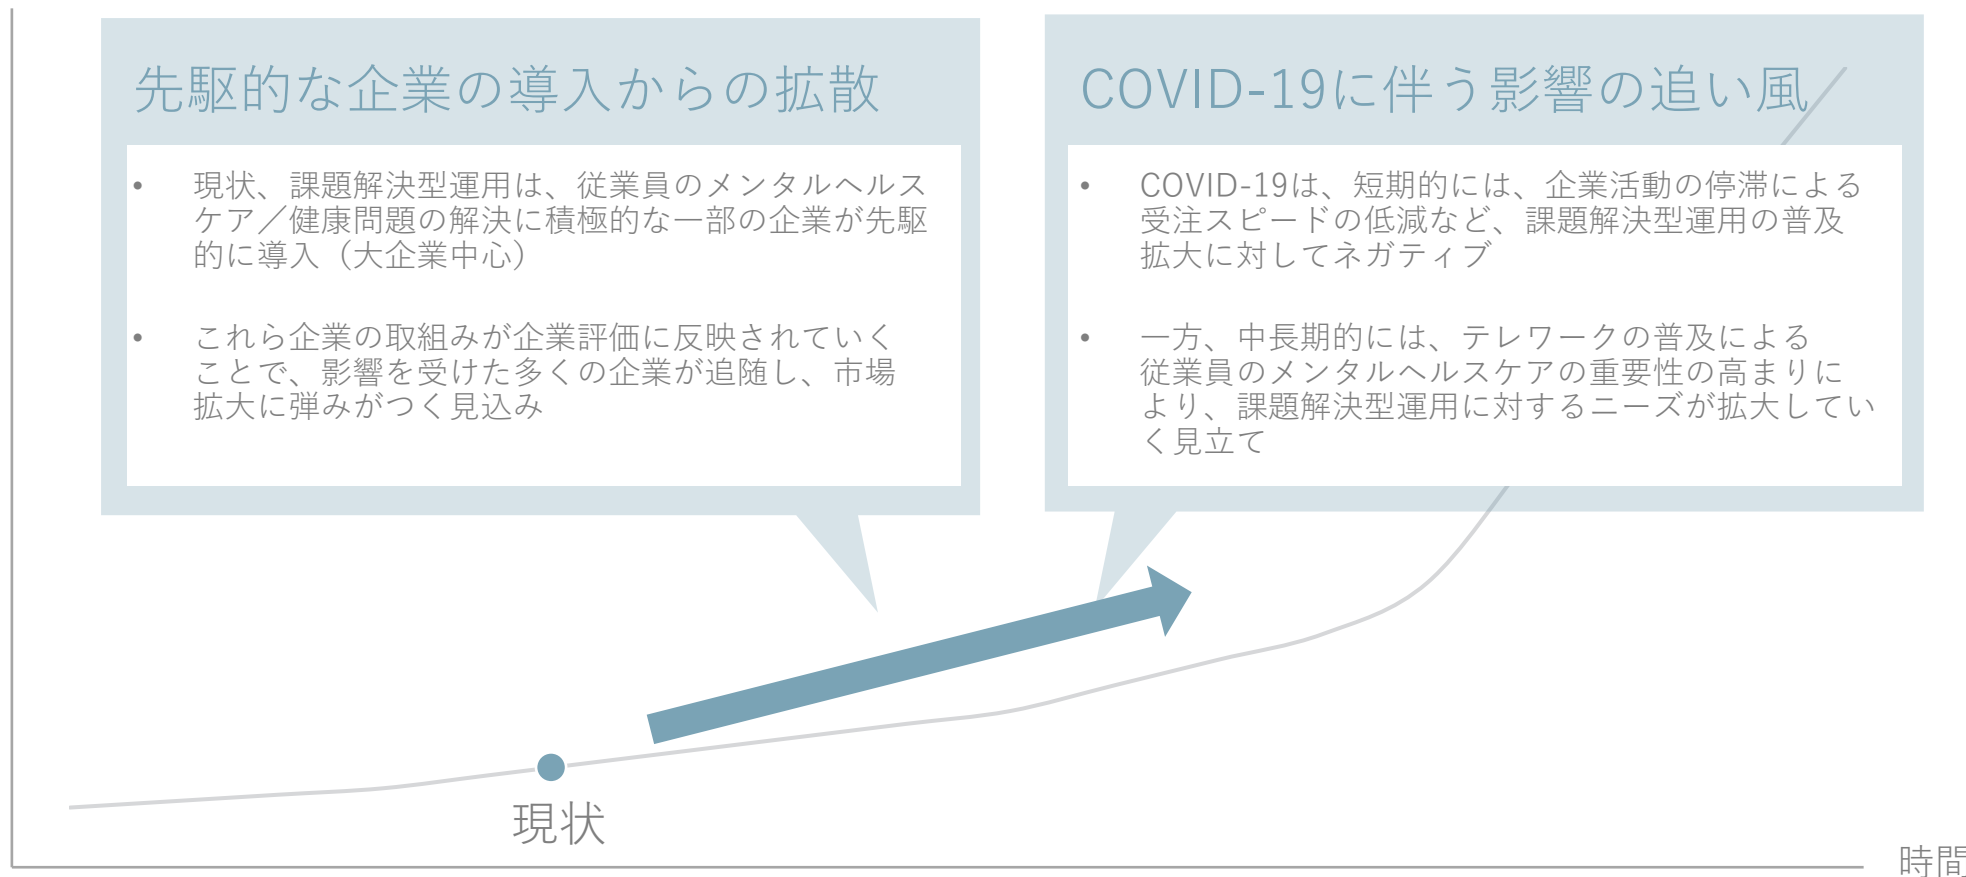 先駆的な企業の導入からの拡散
• 現状、課題解決型運用は、従業員のメンタルヘルス
ケア／健康問題の解決に積極的な一部の企業が先駆
的に導入（大企業中心）
• これら企業の取組みが企業評価に反映されていく
ことで、影響を受けた多くの企業が追随し、市場
拡大に弾みがつく見込み
COVID-19に伴う影響の追い風
• COVID-19は、短期的には、企業活動の停滞による
受注スピードの低減など、課題解決型運用の普及
拡大に対してネガティブ
• 一方、中長期的には、テレワークの普及による
従業員のメンタルヘルスケアの重要性の高まりに
より、課題解決型運用に対するニーズが拡大してい
く見立て
現状
時間